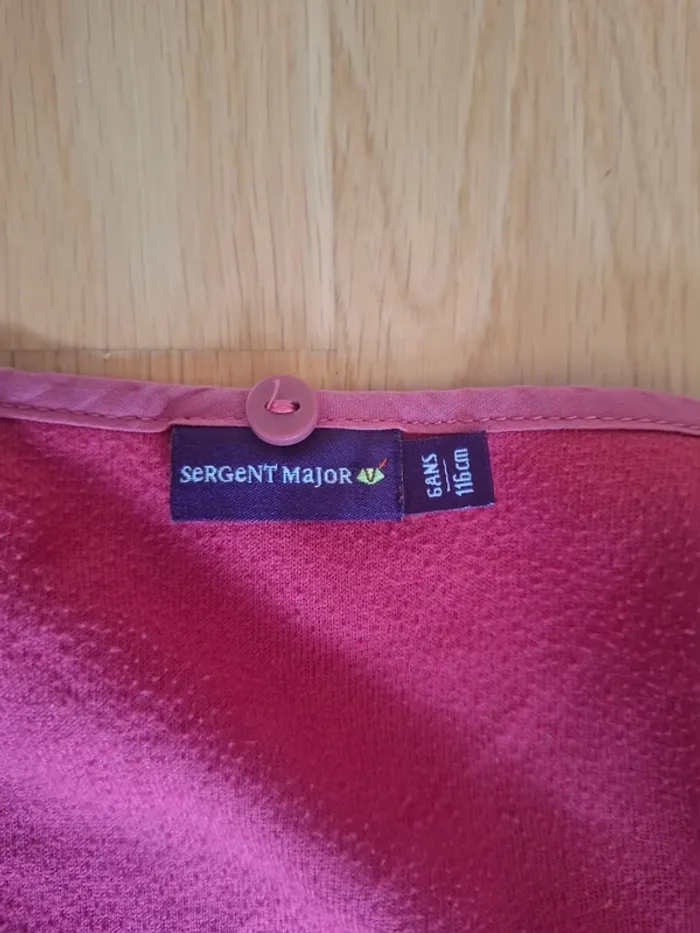 SeRGeNT MaJoR
6ANS
116cm